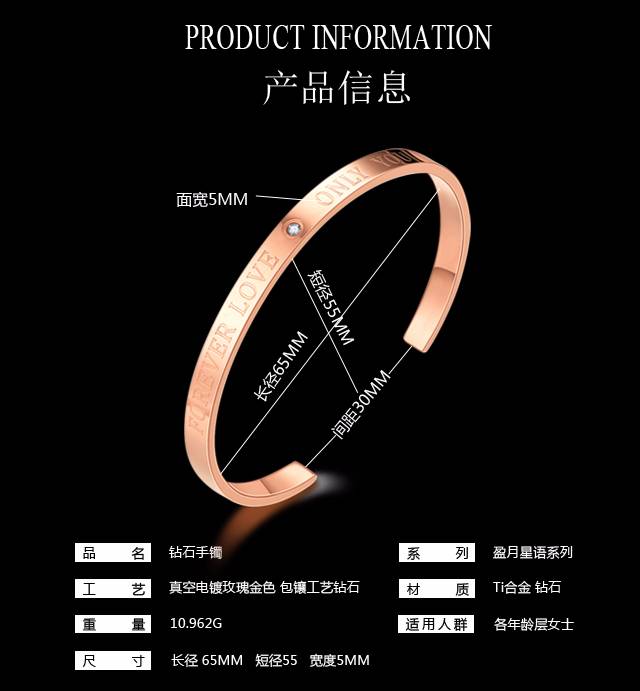 PRODUCT INFORMATION
产品信息
面宽5MM
ONLY YOU
FOREVER LOVE
短径55MM
长径65MM
间距30MM
品 名 钻石手镯
系 列 盈月星语系列
工 艺 真空电镀玫瑰金色 包镶工艺钻石
材 质 Ti合金 钻石
重 量 10.962G
适用人群 各年龄层女士
尺 寸 长径 65MM 短径55 宽度5MM